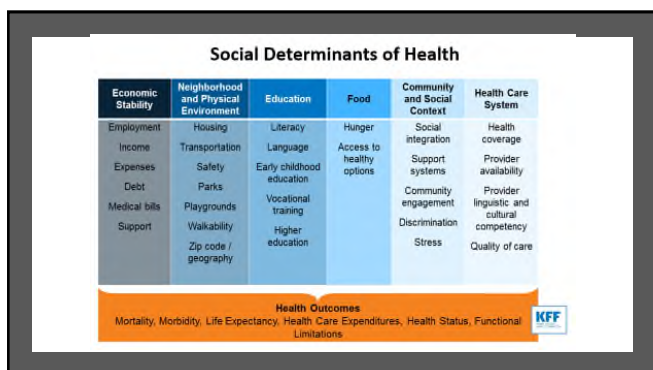 Social Determinants of Health
Economic
Stability
Neighborhood
and Physical
Environment
Education
Food
Community
and Social
Context
Health Care
System
Employment
Income
Expenses
Debt
Medical bills
Support
Housing
Transportation
Safety
Parks
Playgrounds
Walkability
Zip code /
geography
Literacy
Language
Early childhood
education
Vocational
training
Higher
education
Hunger
Access to
healthy
options
Social
integration
Support
systems
Community
engagement
Discrimination
Stress
Health
coverage
Provider
availability
Provider
linguistic and
cultural
competency
Quality of care
Health Outcomes
Mortality, Morbidity, Life Expectancy, Health Care Expenditures, Health Status, Functional
Limitations
KFF